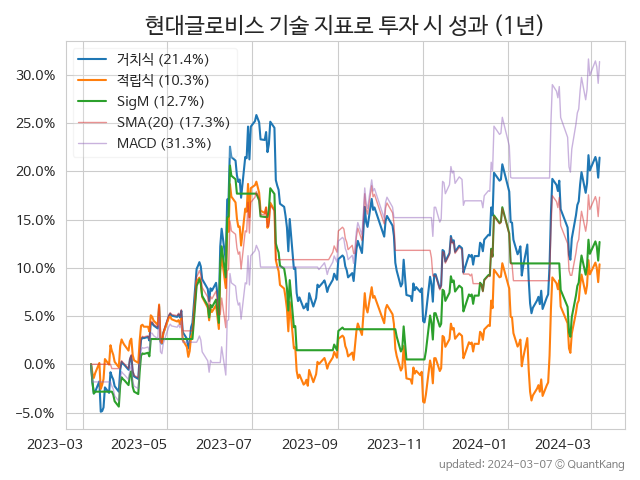 현대글로비스 기술 지표로 투자 시 성과 (1년)
거치식 (21.4%)
적립식 (10.3%)
SigM (12.7%)
SMA(20) (17.3%)
MACD (31.3%)
30.0%
25.0%
20.0%
15.0%
10.0%
5.0%
0.0%
−5.0%
2023−03 2023−05 2023−07 2023−09 2023−11 2024−01 2024−03
updated: 2024-03-07 © QuantKang